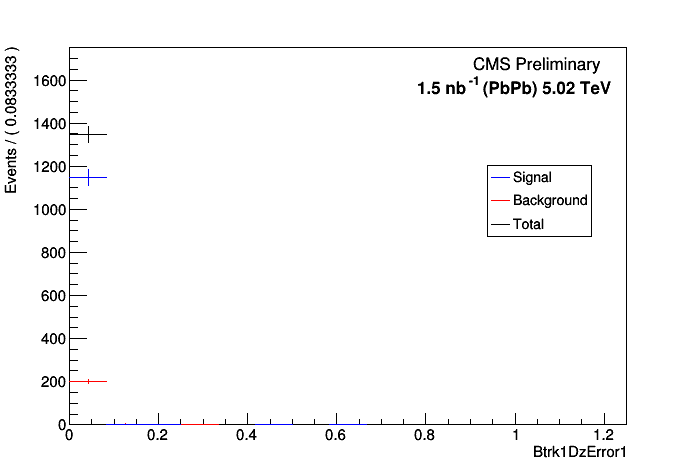 CMS Preliminary
1.5 nb-1 (PbPb) 5.02 TeV
Events / ( 0.0833333 )
1600
1400
1200
1000
800
600
400
200
0
Signal
Background
Total
0 0.2 0.4 0.6 0.8 1 1.2
Btrk1DzError1